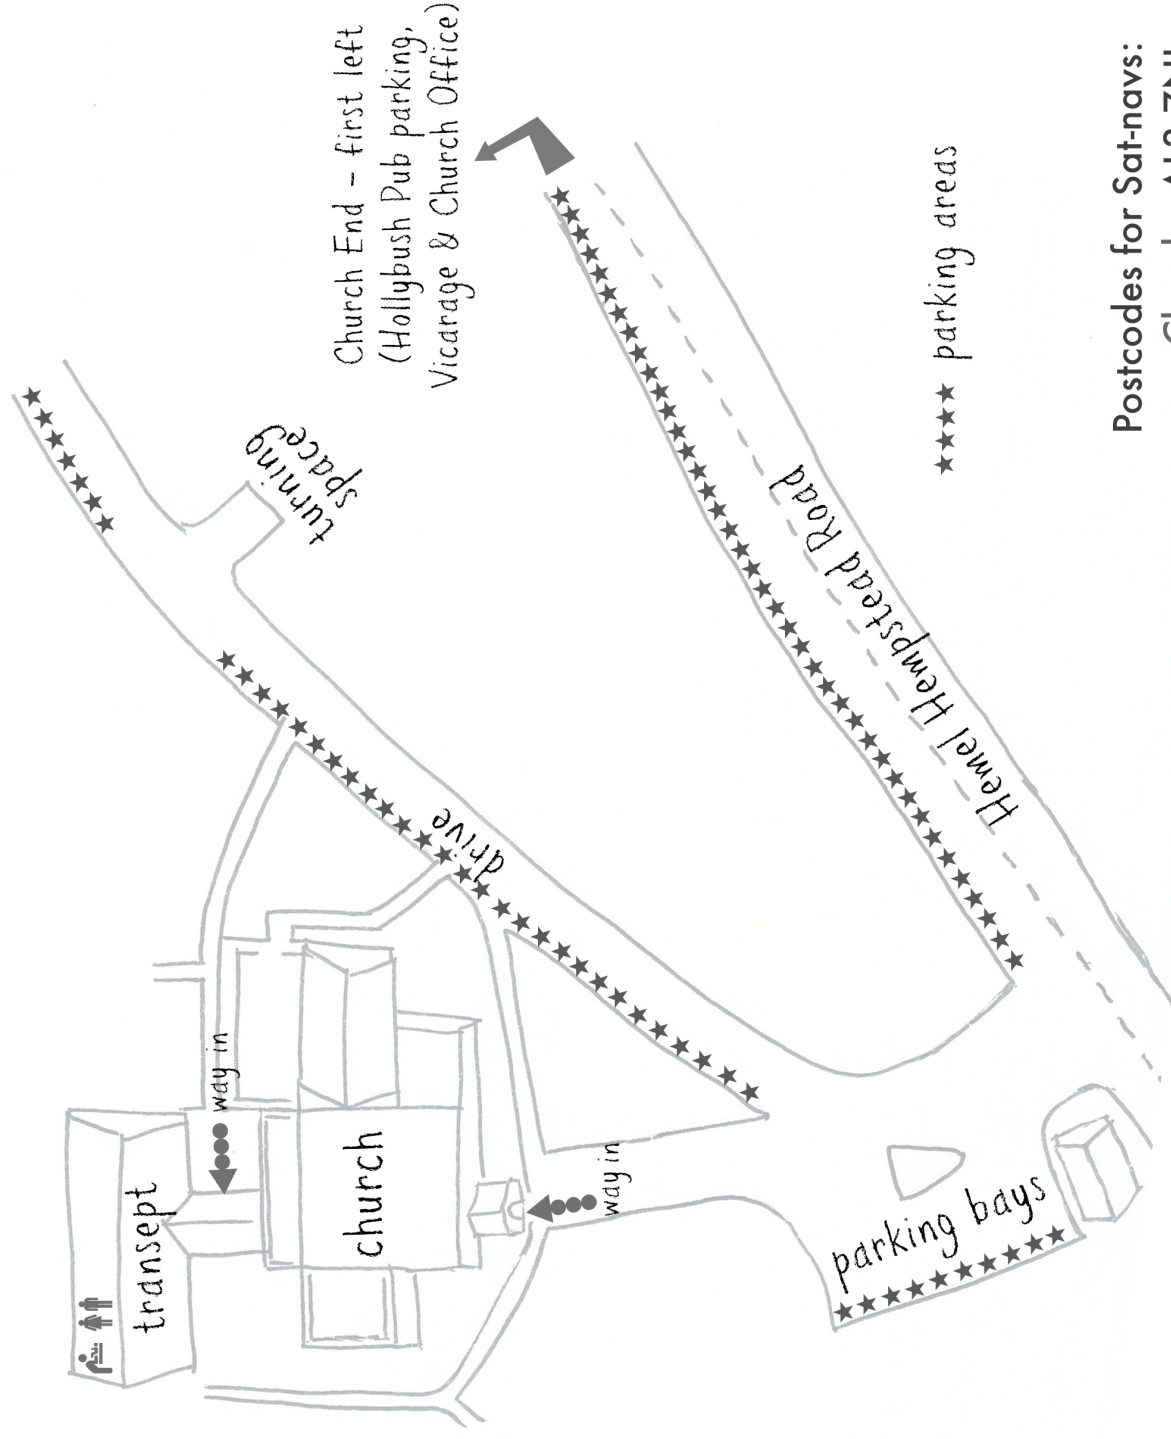 Church End – first left
(Hollybush Pub parking,
Vicarage & Church Office)
turning
space
drive
way in
transept
church
way in
parking bays
Hemel Hempstead Road
parking areas
Postcodes for Sat-navs: